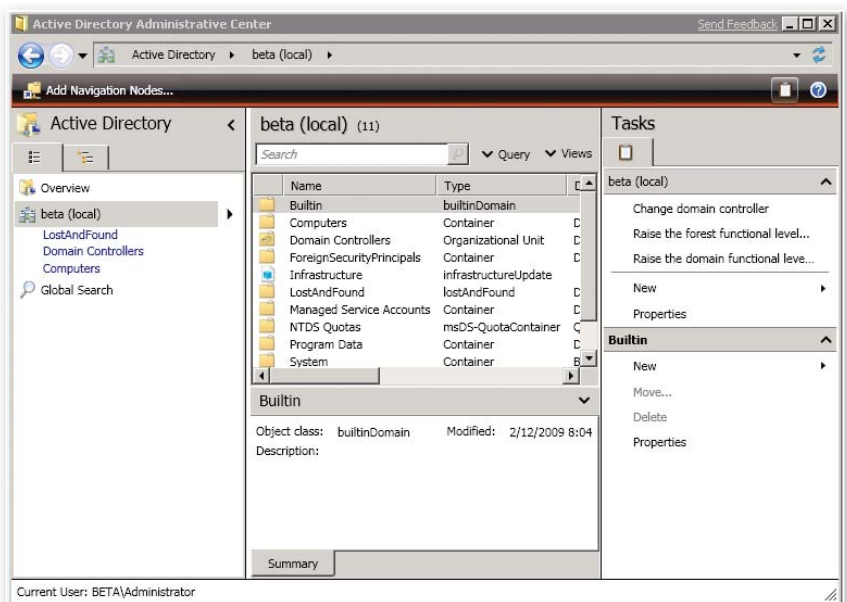 Active Directory Administrative Center
Send Feedback
Active Directory beta (local)
Add Navigation Nodes...
Active Directory
Overview
beta (local)
LostAndFound
Domain Controllers
Computers
Global Search
beta (local) (11)
Search Query Views
Name Type D
Builtin builtinDomain
Computers Container D
Domain Controllers Organizational Unit D
ForeignSecurityPrincipals Container D
Infrastructure infrastructureUpdate
LostAndFound lostAndFound D
Managed Service Accounts Container D
NTDS Quotas msDS-QuotaContainer Q
Program Data Container D
System Container B
Builtin
Object class: builtinDomain Modified: 2/12/2009 8:04
Description:
Summary
Tasks
beta (local)
Change domain controller
Raise the forest functional level...
Raise the domain functional leve...
New
Properties
Builtin
New
Move...
Delete
Properties
Current User: BETA\Administrator